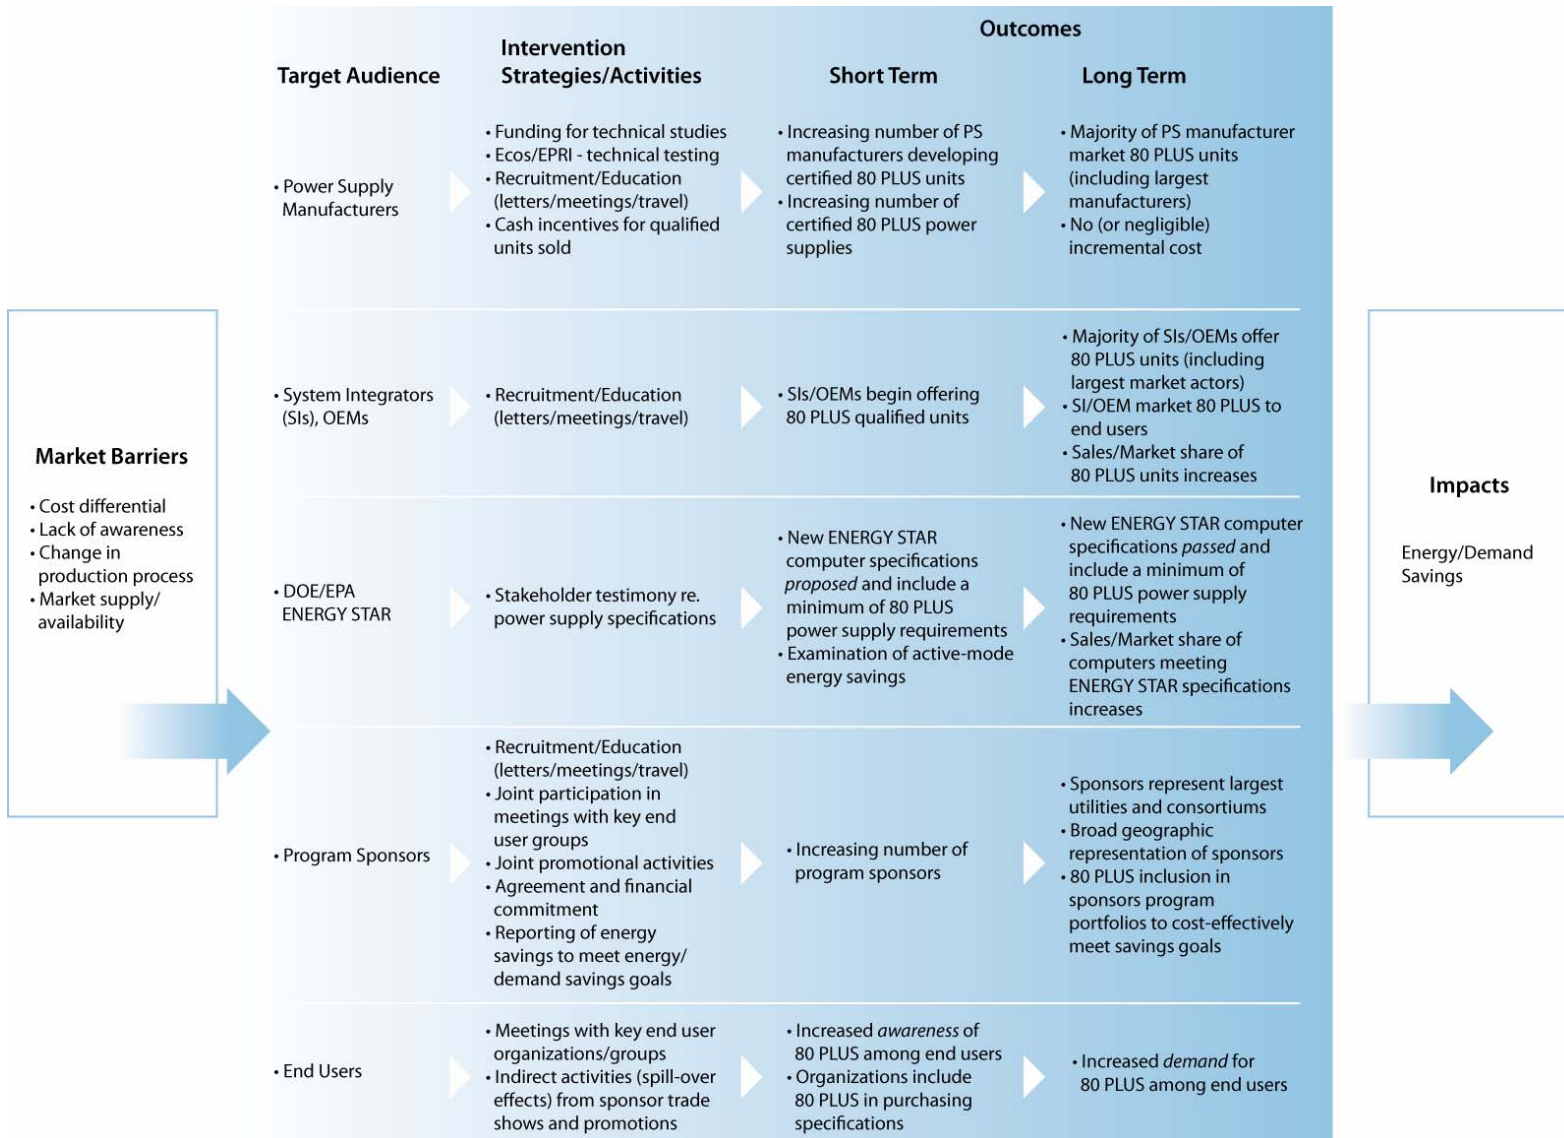 Outcomes
Intervention
Target Audience
Strategies/Activities
Short Term
Long Term
• Power Supply
Manufacturers
• Funding for technical studies
• Ecos/EPRI - technical testing
• Recruitment/Education
(letters/meetings/travel)
• Cash incentives for qualified
units sold
• Increasing number of PS
manufacturers developing
certified 80 PLUS units
• Increasing number of
certified 80 PLUS power
supplies
• Majority of PS manufacturer
market 80 PLUS units
(including largest
manufacturers)
• No (or negligible)
incremental cost
• System Integrators
(SIs), OEMs
• Recruitment/Education
(letters/meetings/travel)
• SIs/OEMs begin offering
80 PLUS qualified units
• Majority of SIs/OEMs offer
80 PLUS units (including
largest market actors)
• SI/OEM market 80 PLUS to
end users
• Sales/Market share of
80 PLUS units increases
Market Barriers
• Cost differential
• Lack of awareness
• Change in
production process
• Market supply/
availability
• DOE/EPA
ENERGY STAR
• Stakeholder testimony re.
power supply specifications
• New ENERGY STAR
computer specifications
proposed and include a
minimum of 80 PLUS
power supply requirements
• Examination of active-mode
energy savings
• New ENERGY STAR computer
specifications passed and
include a minimum of
80 PLUS power supply
requirements
• Sales/Market share of
computers meeting
ENERGY STAR specifications
increases
Impacts
Energy/Demand
Savings
• Program Sponsors
• Recruitment/Education
(letters/meetings/travel)
• Joint participation in
meetings with key end
user groups
• Joint promotional activities
• Agreement and financial
commitment
• Reporting of energy
savings to meet energy/
demand savings goals
• Increasing number of
program sponsors
• Sponsors represent largest
utilities and consortiums
• Broad geographic
representation of sponsors
• 80 PLUS inclusion in
sponsors program
portfolios to cost-effectively
meet savings goals
• End Users
• Meetings with key end user
organizations/groups
• Indirect activities (spill-over
effects) from sponsor trade
shows and promotions
• Increased awareness of
80 PLUS among end users
• Organizations include
80 PLUS in purchasing
specifications
• Increased demand for
80 PLUS among end users